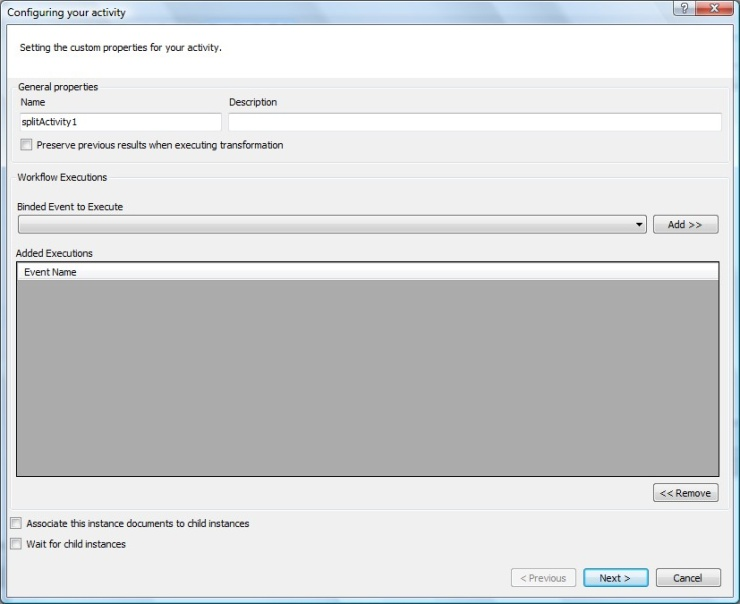 Configuring your activity
?
Setting the custom properties for your activity.
General properties
Name Description
splitActivity1
Preserve previous results when executing transformation
Workflow Executions
Binded Event to Execute
Add >>
Added Executions
Event Name
<< Remove
Associate this instance documents to child instances
Wait for child instances
< Previous Next > Cancel